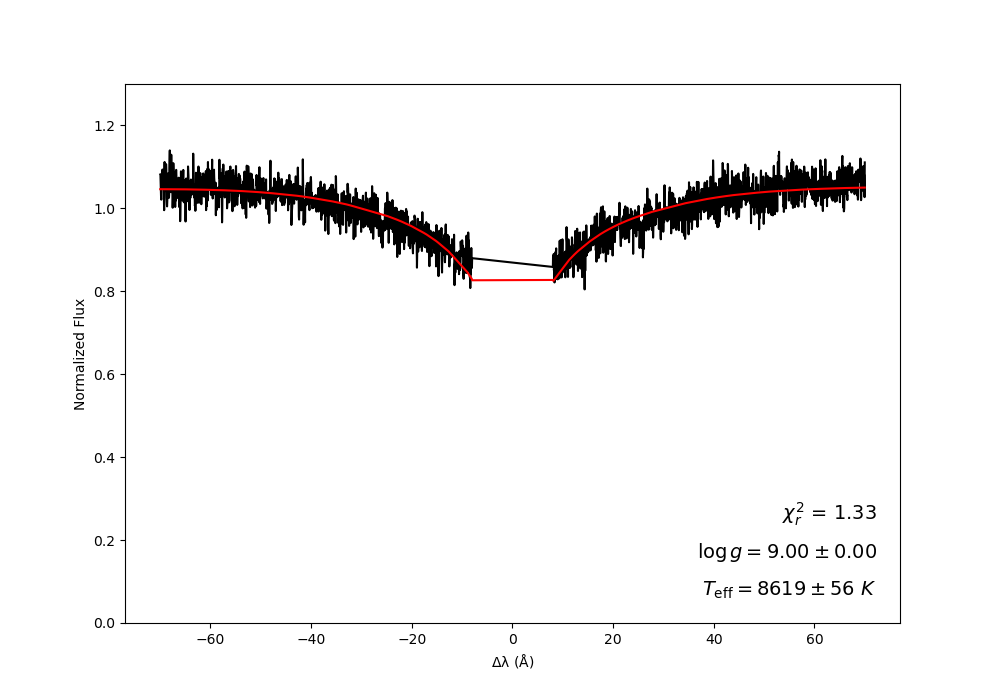 1.2
1.0
0.8
0.6
0.4
0.2
0.0
Normalized Flux
χ²ᵣ = 1.33
log g = 9.00 ± 0.00
T_eff = 8619 ± 56 K
−60 −40 −20 0 20 40 60
Δλ (Å)